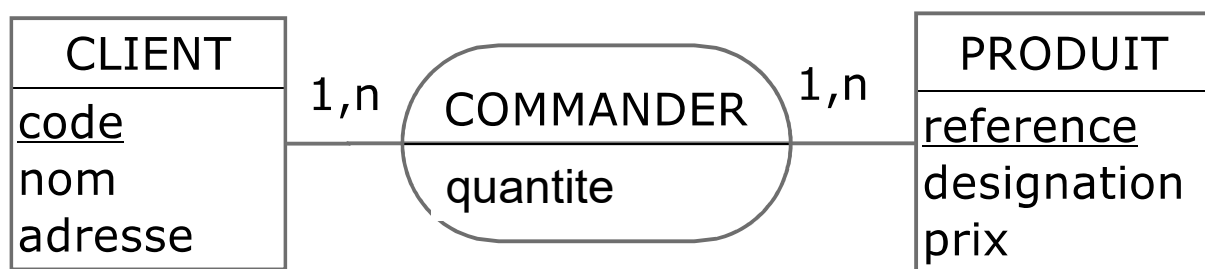 CLIENT
code
nom
adresse
1,n
COMMANDER
quantite
1,n
PRODUIT
reference
designation
prix